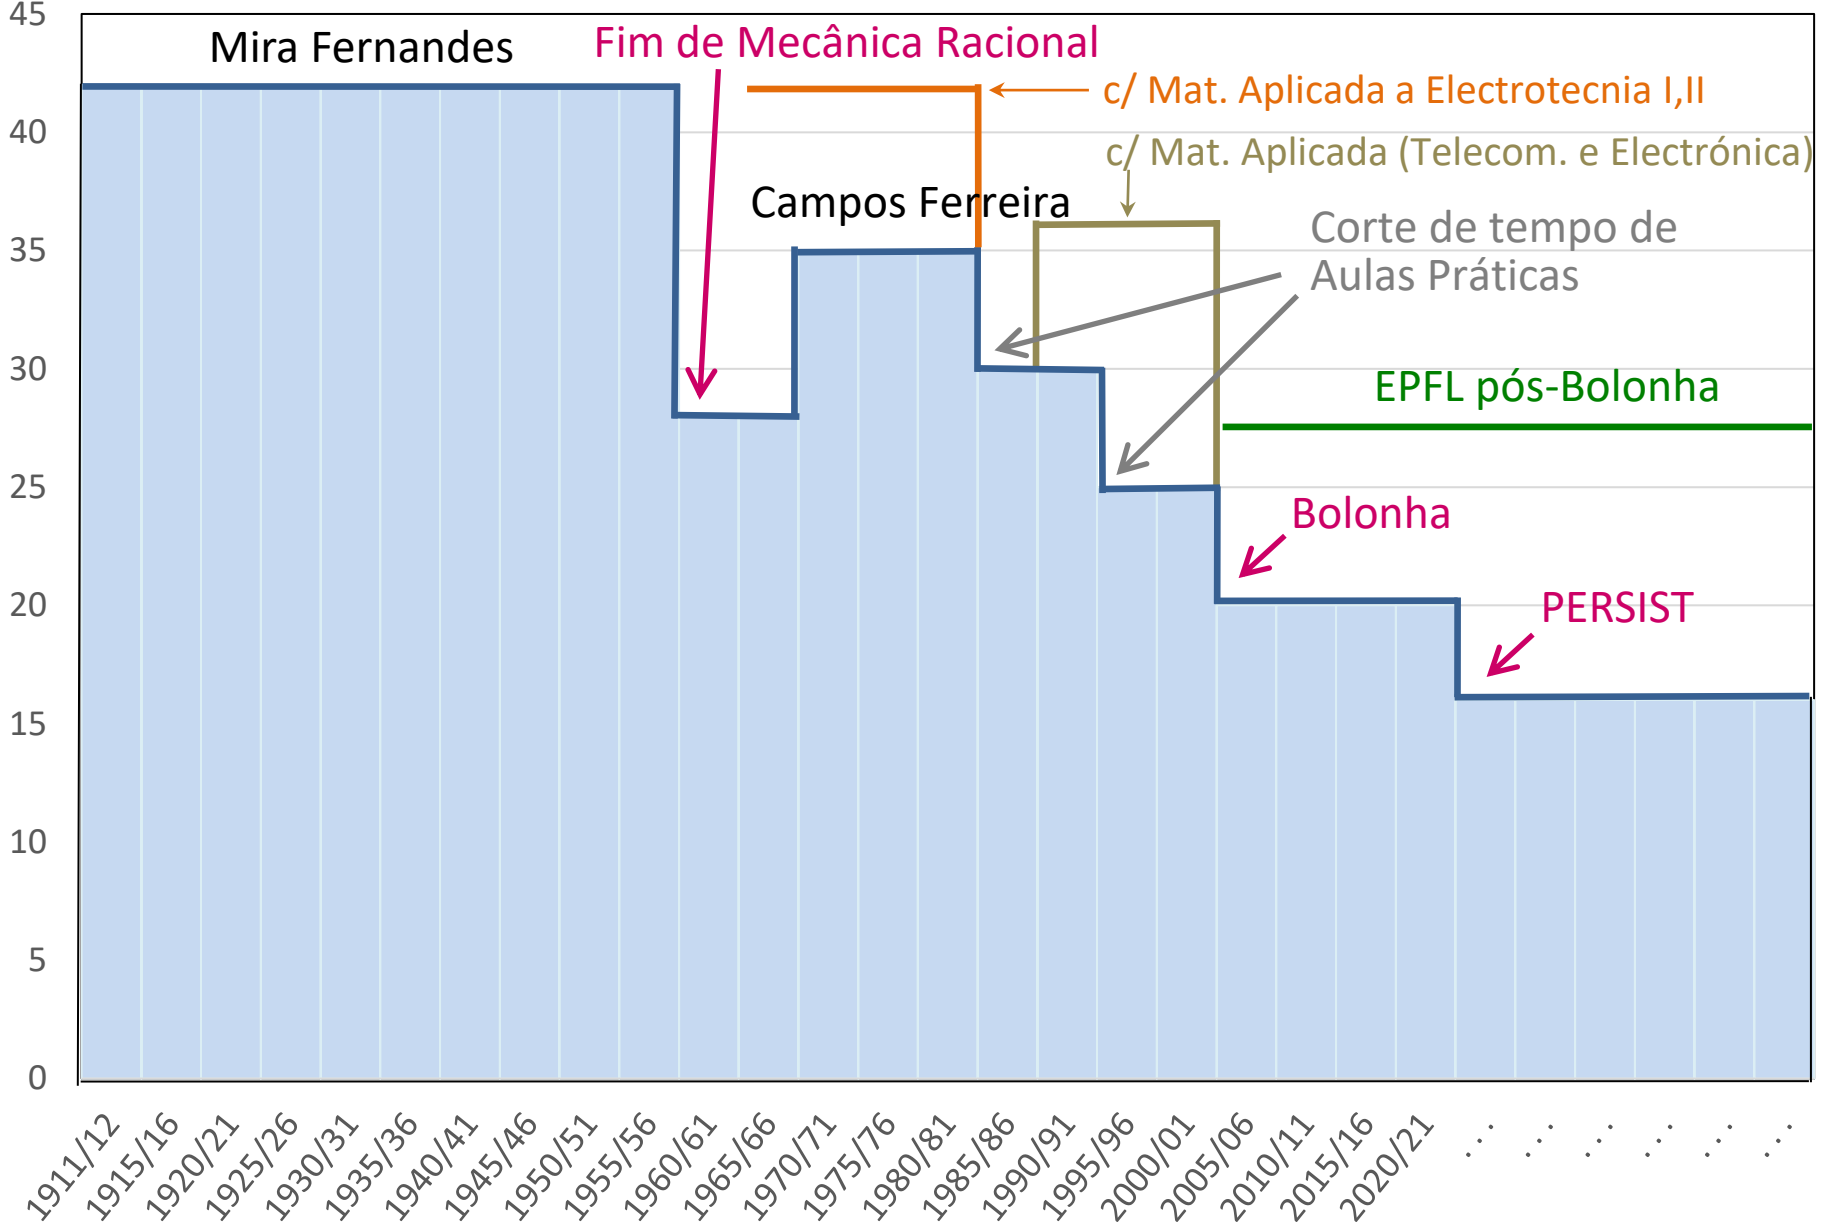 45
40
35
30
25
20
15
10
5
0
Mira Fernandes
Fim de Mecânica Racional
c/ Mat. Aplicada a Electrotecnia I,II
c/ Mat. Aplicada (Telecom. e Electrónica)
Campos Ferreira
Corte de tempo de
Aulas Práticas
EPFL pós-Bolonha
Bolonha
PERSIST
1911/12
1915/16
1920/21
1925/26
1930/31
1935/36
1940/41
1945/46
1950/51
1955/56
1960/61
1965/66
1970/71
1975/76
1980/81
1985/86
1990/91
1995/96
2000/01
2005/06
2010/11
2015/16
2020/21
. . .
. . .
. . .
. . .
. . .
. . .